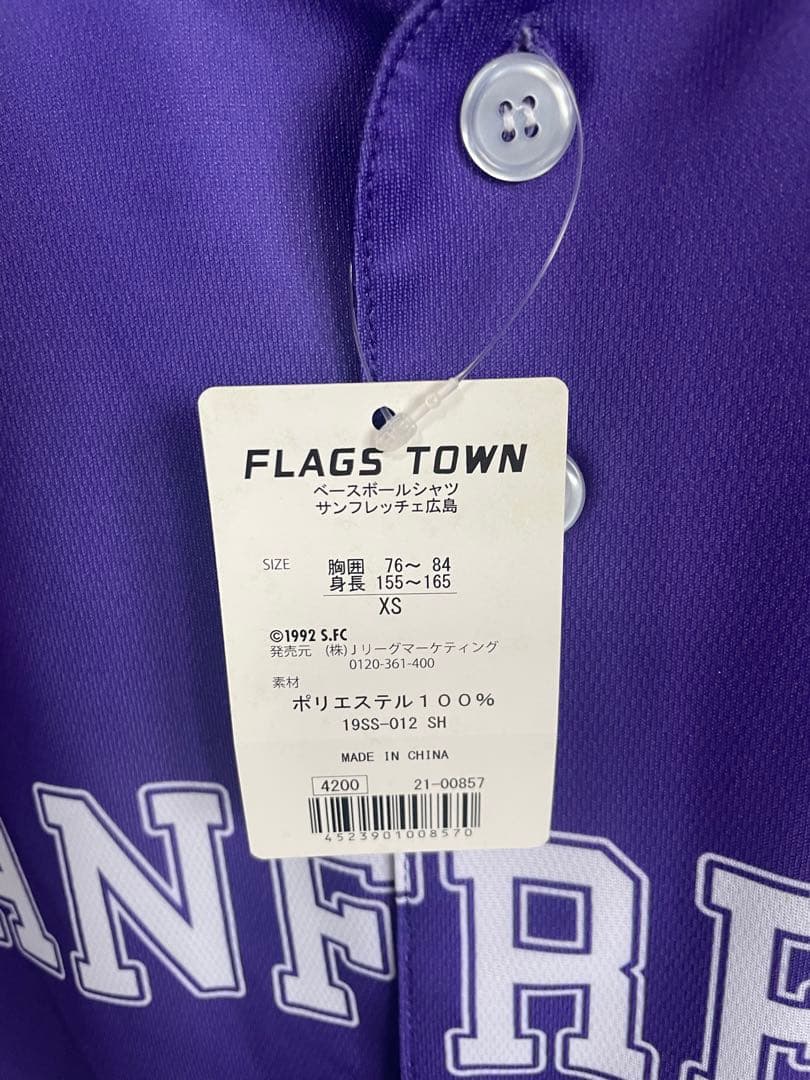 FLAGS TOWN
ベースボールシャツ
サンフレッチェ広島
SIZE 胸囲 76〜 84
身長 155〜165
XS
©1992 S.FC
発売元 (株)Jリーグマーケティング
0120-361-400
素材
ポリエステル100%
19SS-012 SH
MADE IN CHINA
4200 21-00857
4523901008570
ANFRE